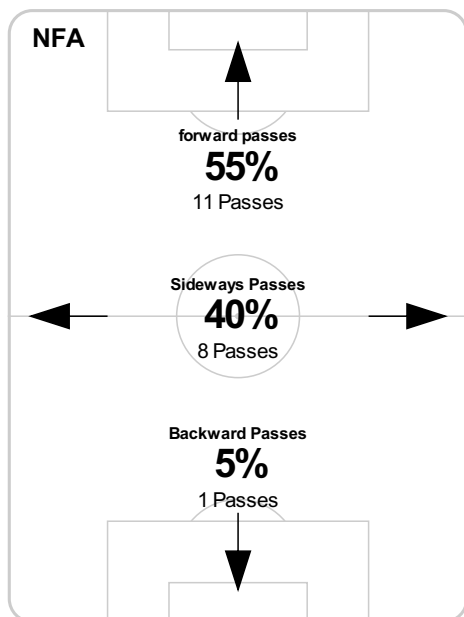 NFA
forward passes
55%
11 Passes
Sideways Passes
40%
8 Passes
Backward Passes
5%
1 Passes